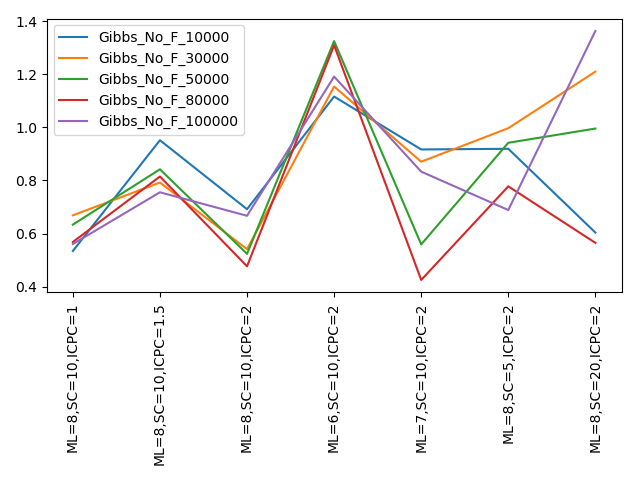 1.4
1.2
1.0
0.8
0.6
0.4
Gibbs_No_F_10000
Gibbs_No_F_30000
Gibbs_No_F_50000
Gibbs_No_F_80000
Gibbs_No_F_100000
ML=8,SC=10,ICPC=1
ML=8,SC=10,ICPC=1.5
ML=8,SC=10,ICPC=2
ML=6,SC=10,ICPC=2
ML=7,SC=10,ICPC=2
ML=8,SC=5,ICPC=2
ML=8,SC=20,ICPC=2